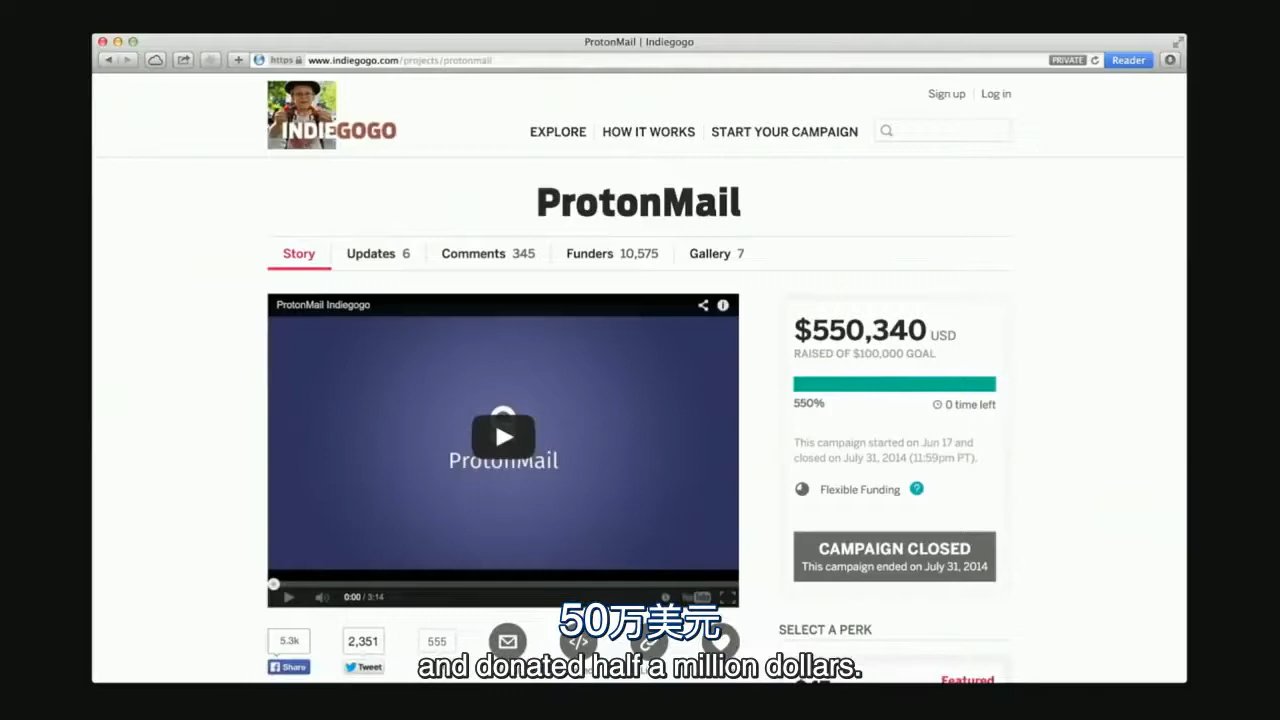 ProtonMail | Indiegogo
https www.indiegogo.com/projects/protonmail PRIVATE Reader
Sign up Log in
INDIEGOGO EXPLORE HOW IT WORKS START YOUR CAMPAIGN
ProtonMail
Story Updates 6 Comments 345 Funders 10,575 Gallery 7
ProtonMail Indiegogo
ProtonMail
0:00 / 3:14
$550,340 USD
RAISED OF $100,000 GOAL
550% 0 time left
This campaign started on Jun 17 and
closed on July 31, 2014 (11:59pm PT).
Flexible Funding ?
CAMPAIGN CLOSED
This campaign ended on July 31, 2014
SELECT A PERK
Featured
5.3k 2,351 555
Share Tweet
50万美元
and donated half a million dollars.